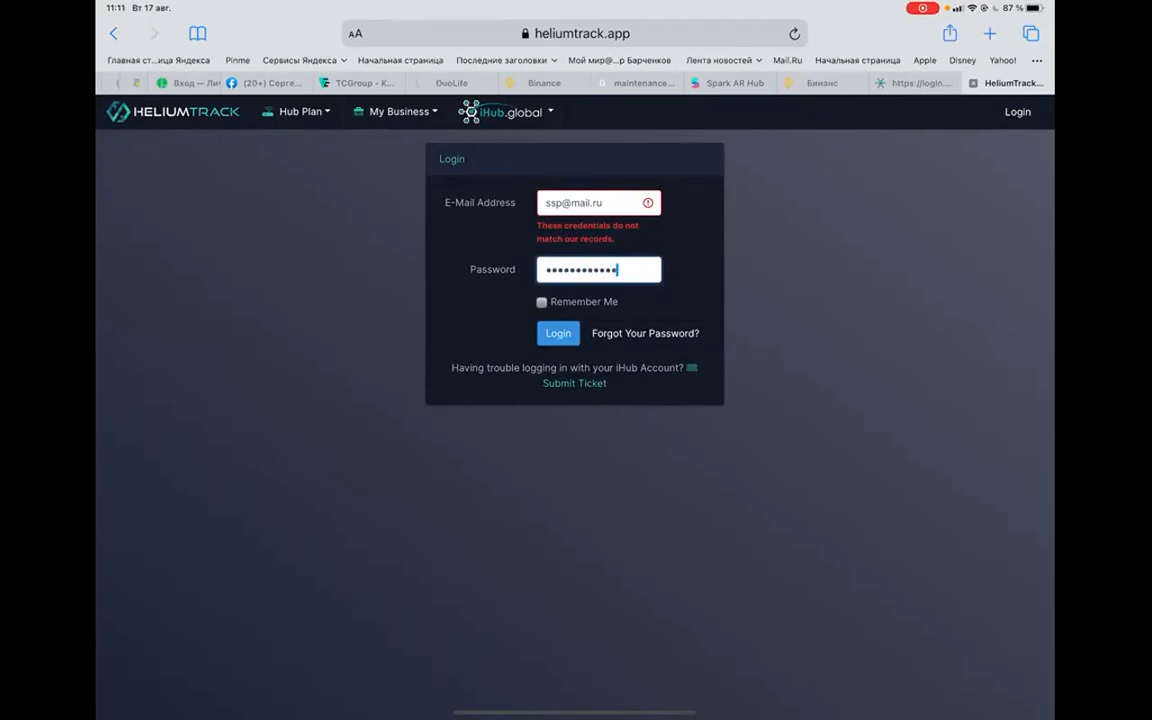 11:11 Вт 17 авг.
87 %
AA
heliumtrack.app
Главная ст...ица Яндекса Pinme Сервисы Яндекса Начальная страница Последние заголовки Мой мир@...р Барченков Лента новостей Mail.Ru Начальная страница Apple Disney Yahoo!
Вход — Ли (20+) Серге... TCGroup - K... DuoLife Binance maintenance... Spark AR Hub Бинанс https://login... HeliumTrack...
HELIUMTRACK Hub Plan My Business iHub.global Login
Login
E-Mail Address ssp@mail.ru
These credentials do not
match our records.
Password ••••••••••••
Remember Me
Login Forgot Your Password?
Having trouble logging in with your iHub Account?
Submit Ticket